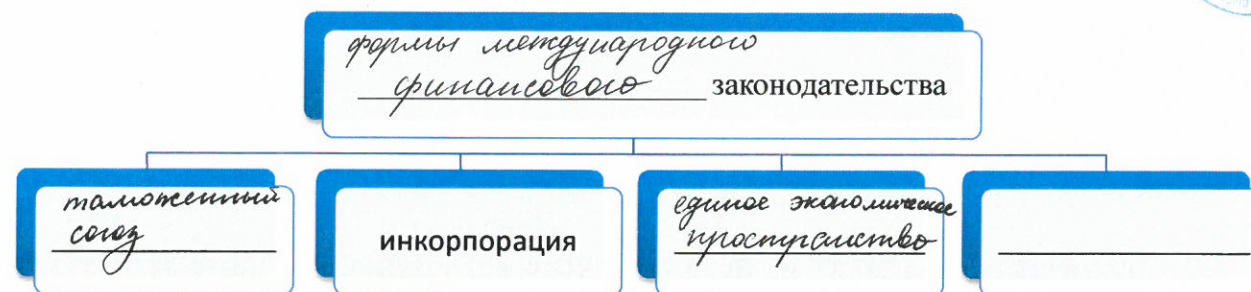 формы международного
финансового законодательства
таможенный
союз
инкорпорация
единое экономическое
пространство